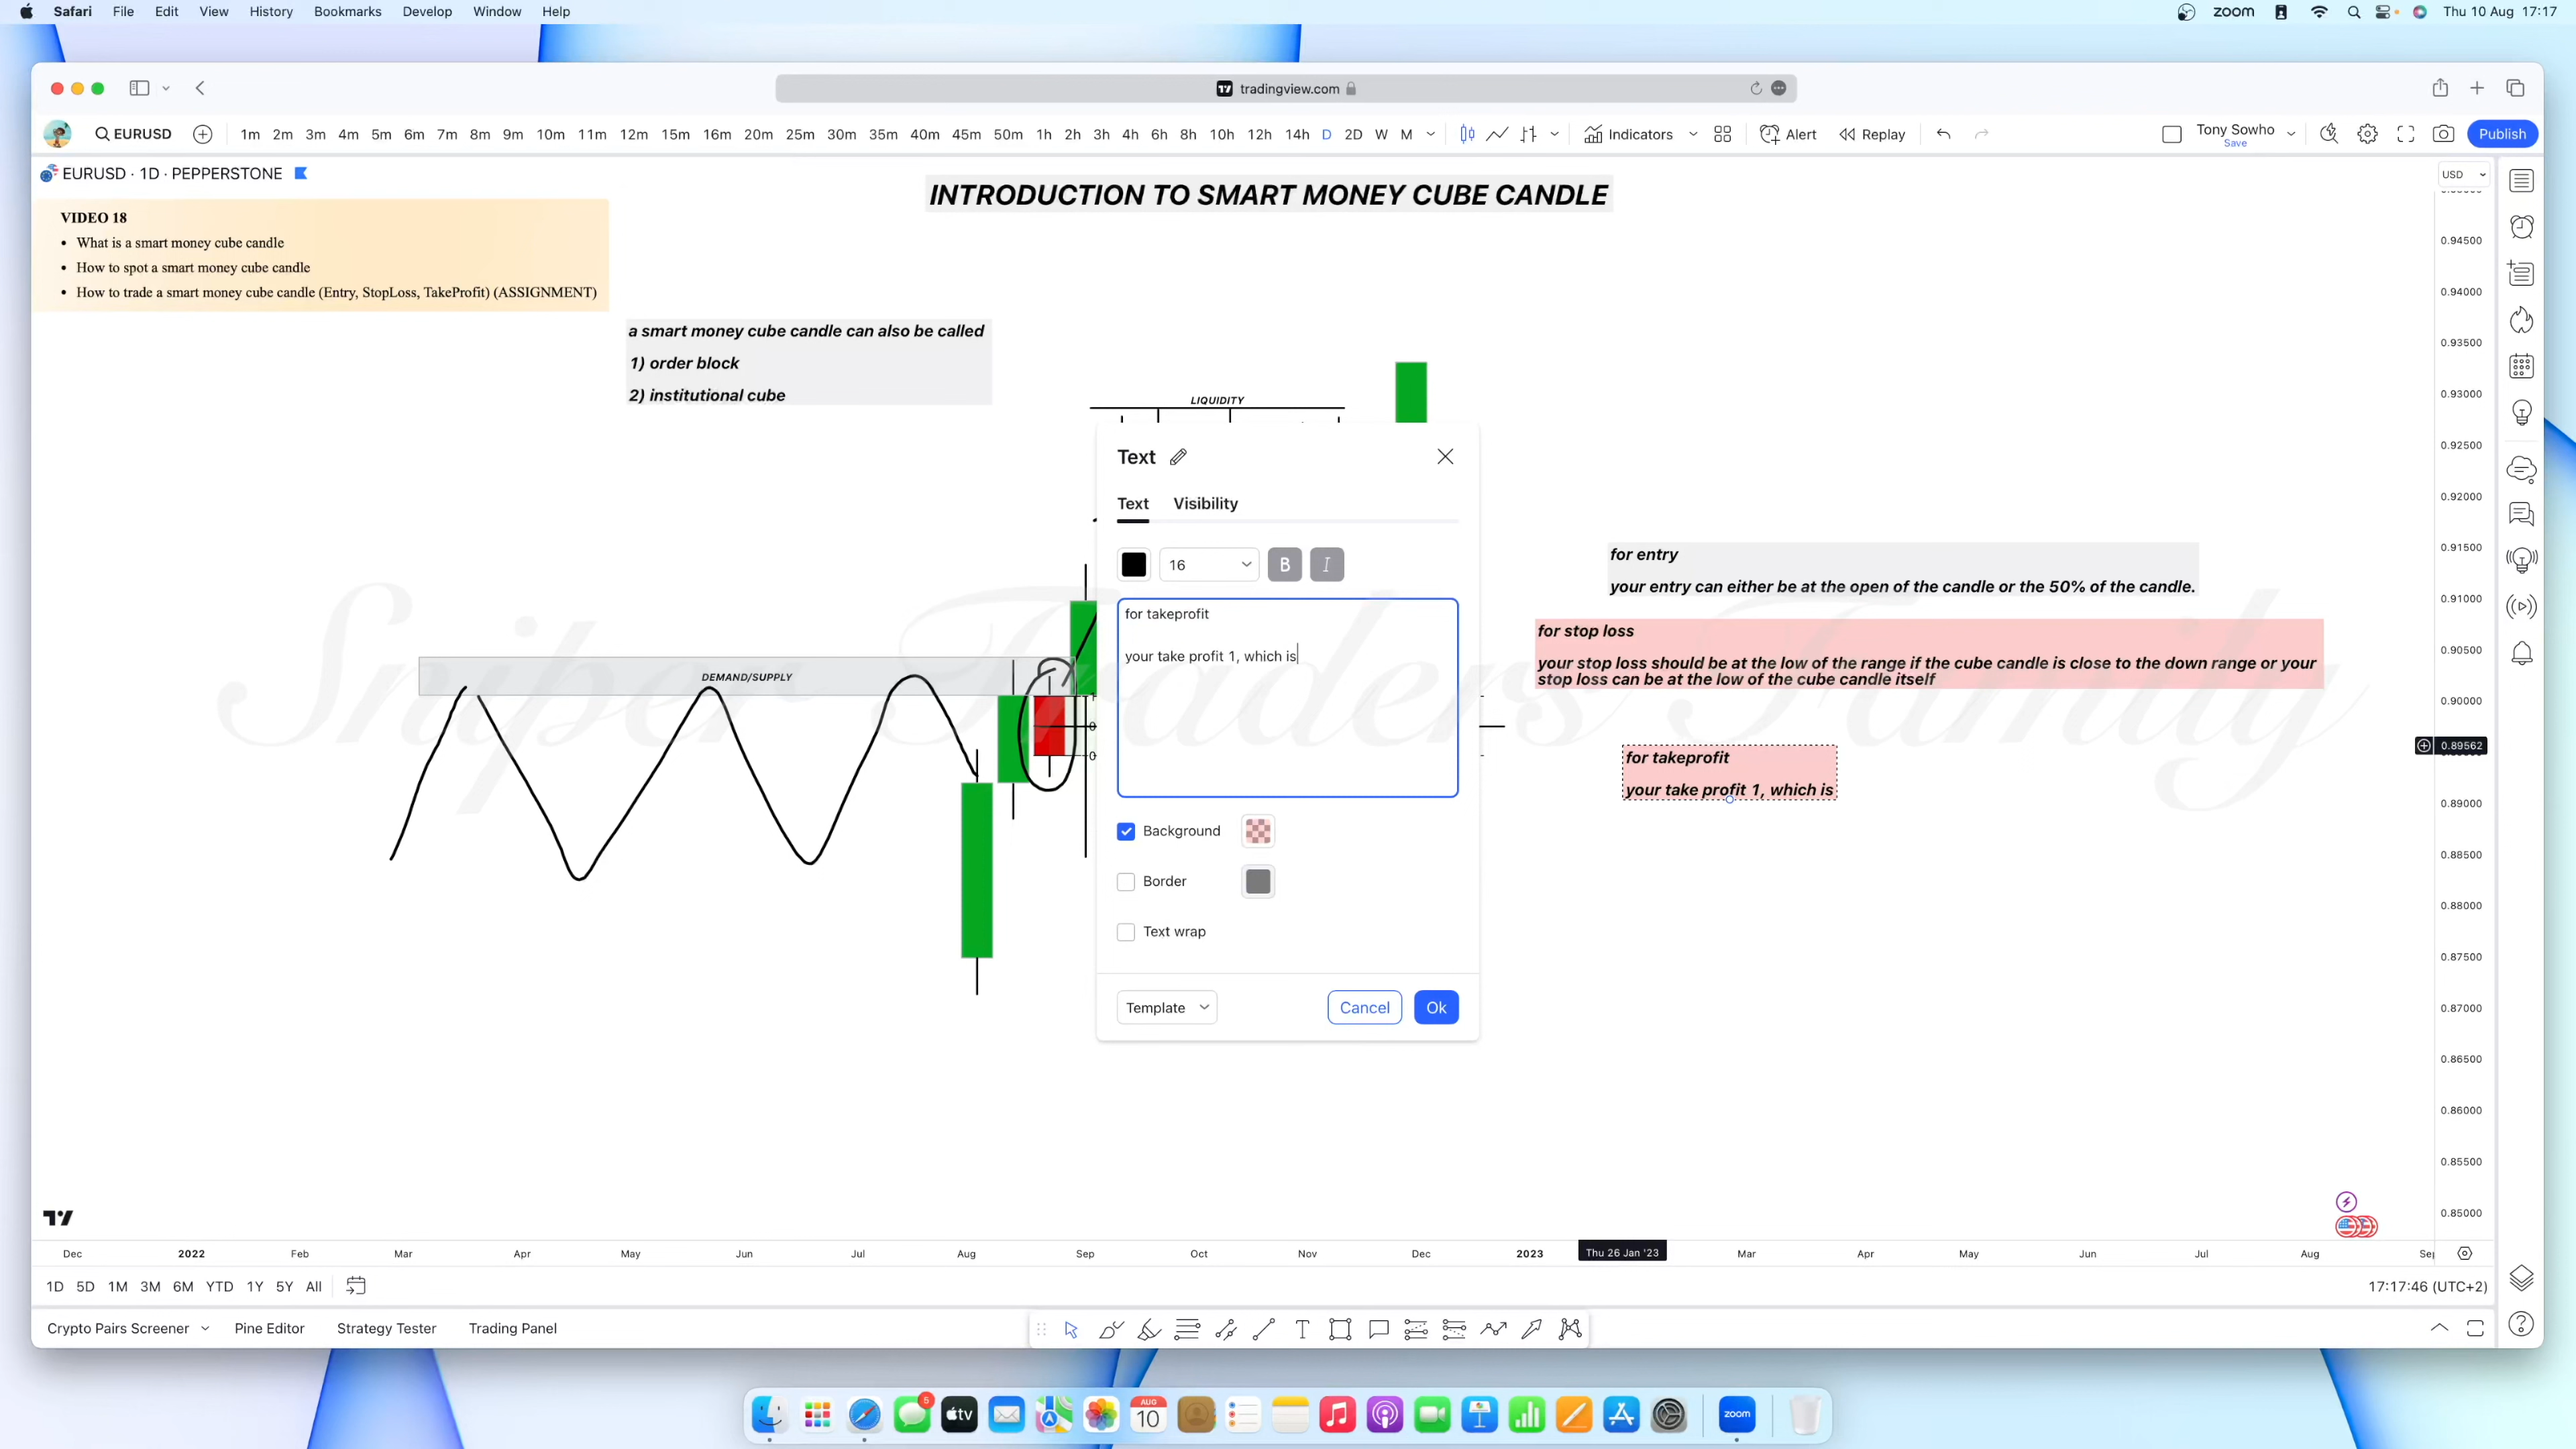 Safari File Edit View History Bookmarks Develop Window Help
zoom Thu 10 Aug 17:17
tradingview.com
EURUSD 1m 2m 3m 4m 5m 6m 7m 8m 9m 10m 11m 12m 15m 16m 20m 25m 30m 35m 40m 45m 50m 1h 2h 3h 4h 6h 8h 10h 12h 14h D 2D W M Indicators Alert Replay Tony Sowho Save Publish
EURUSD · 1D · PEPPERSTONE
USD
INTRODUCTION TO SMART MONEY CUBE CANDLE
VIDEO 18
• What is a smart money cube candle
• How to spot a smart money cube candle
• How to trade a smart money cube candle (Entry, StopLoss, TakeProfit) (ASSIGNMENT)
a smart money cube candle can also be called
1) order block
2) institutional cube
LIQUIDITY
DEMAND/SUPPLY
Sniper Traders Family
Text
Text Visibility
16 B I
for takeprofit
your take profit 1, which is
Background
Border
Text wrap
Template Cancel Ok
for entry
your entry can either be at the open of the candle or the 50% of the candle.
for stop loss
your stop loss should be at the low of the range if the cube candle is close to the down range or your
stop loss can be at the low of the cube candle itself
for takeprofit
your take profit 1, which is
0.94500
0.94000
0.93500
0.93000
0.92500
0.92000
0.91500
0.91000
0.90500
0.90000
0.89562
0.89000
0.88500
0.88000
0.87500
0.87000
0.86500
0.86000
0.85500
0.85000
Dec 2022 Feb Mar Apr May Jun Jul Aug Sep Oct Nov Dec 2023 Thu 26 Jan '23 Mar Apr May Jun Jul Aug
1D 5D 1M 3M 6M YTD 1Y 5Y All
17:17:46 (UTC+2)
Crypto Pairs Screener Pine Editor Strategy Tester Trading Panel
5
tv
AUG
10
zoom